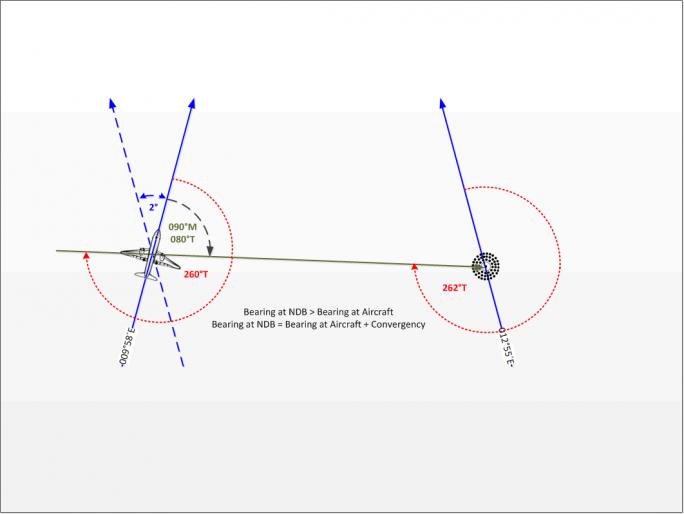 2°
090°M
080°T
260°T
262°T
Bearing at NDB > Bearing at Aircraft
Bearing at NDB = Bearing at Aircraft + Convergency
009°58'E
012°55'E